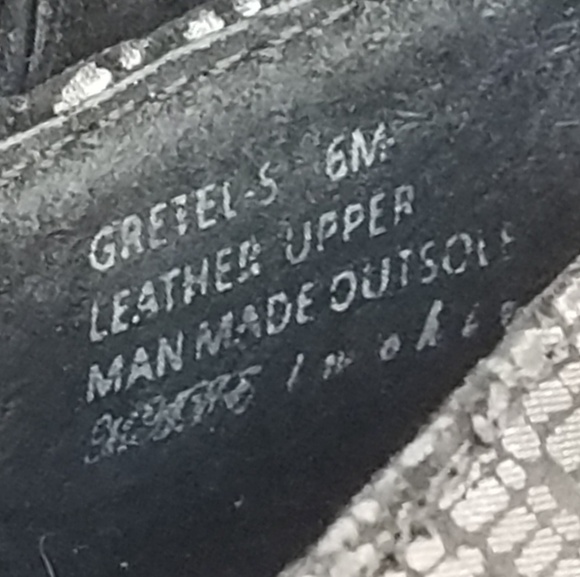 GRETEL-S 6M
LEATHER UPPER
MAN MADE OUTSOLE